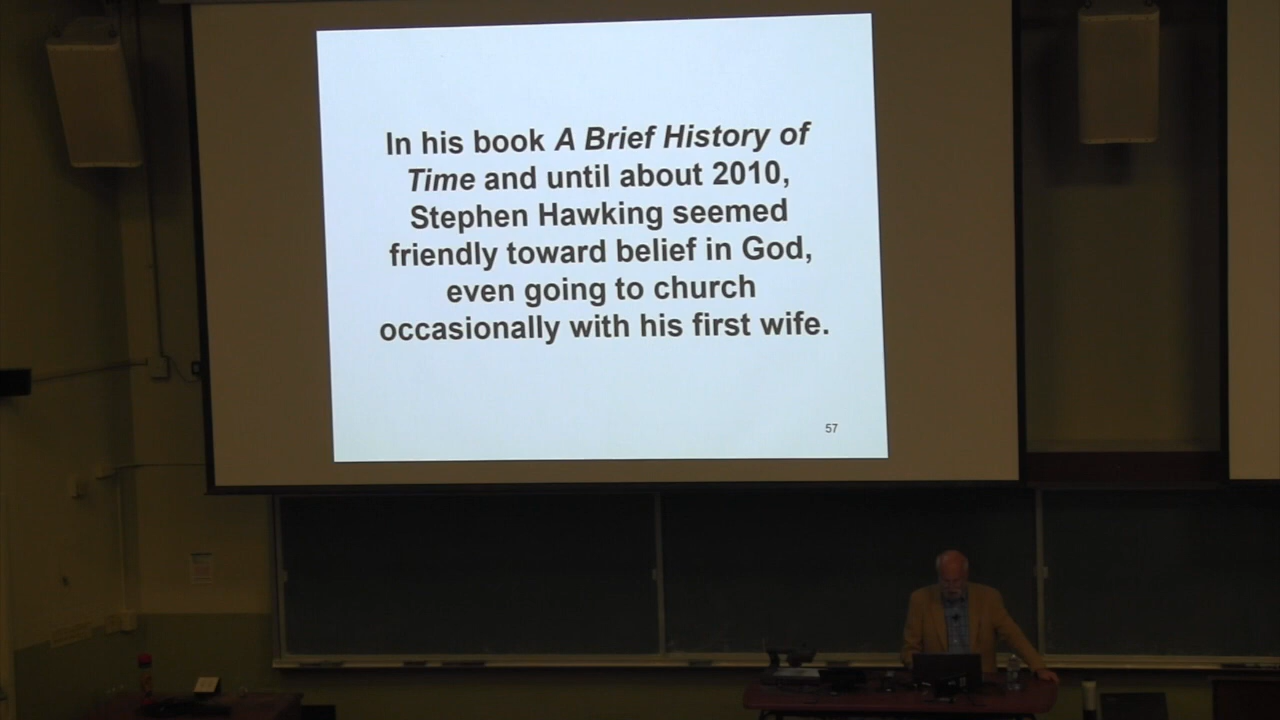 In his book A Brief History of
Time and until about 2010,
Stephen Hawking seemed
friendly toward belief in God,
even going to church
occasionally with his first wife.
57